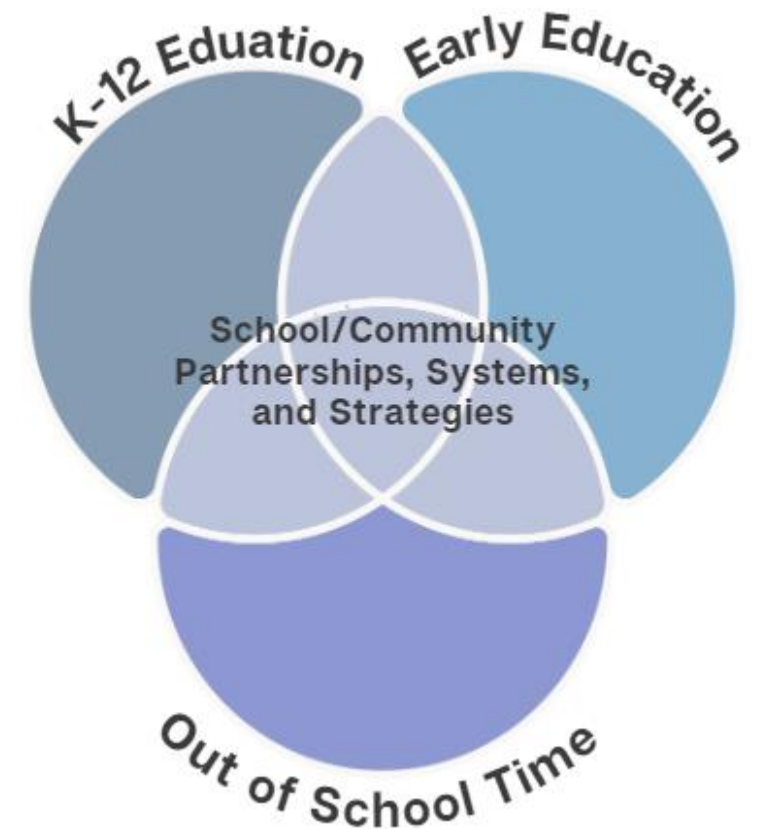 K-12 Eduation
Early Education
School/Community
Partnerships, Systems,
and Strategies
Out of School Time